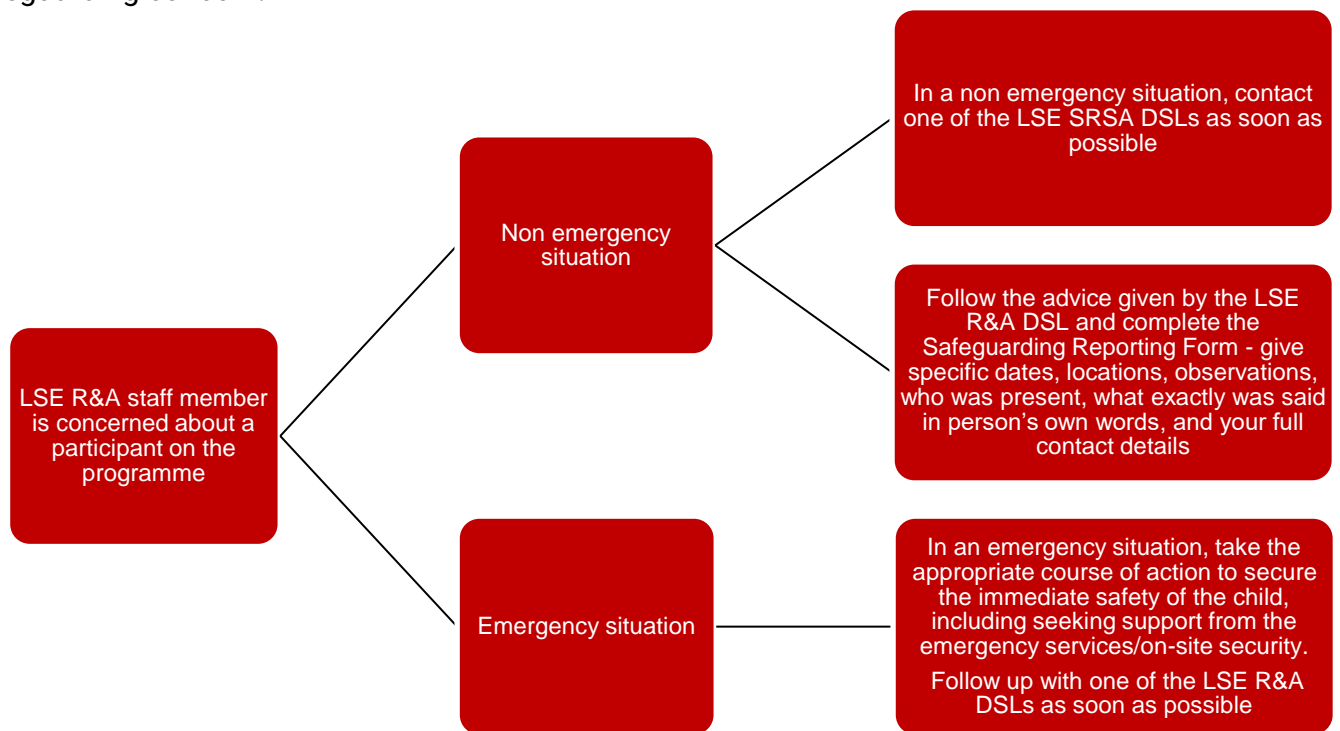 LSE R&A staff member
is concerned about a
participant on the
programme
Non emergency
situation
In a non emergency situation, contact
one of the LSE SRSA DSLs as soon as
possible
Follow the advice given by the LSE
R&A DSL and complete the
Safeguarding Reporting Form - give
specific dates, locations, observations,
who was present, what exactly was said
in person’s own words, and your full
contact details
Emergency situation
In an emergency situation, take the
appropriate course of action to secure
the immediate safety of the child,
including seeking support from the
emergency services/on-site security.
Follow up with one of the LSE R&A
DSLs as soon as possible